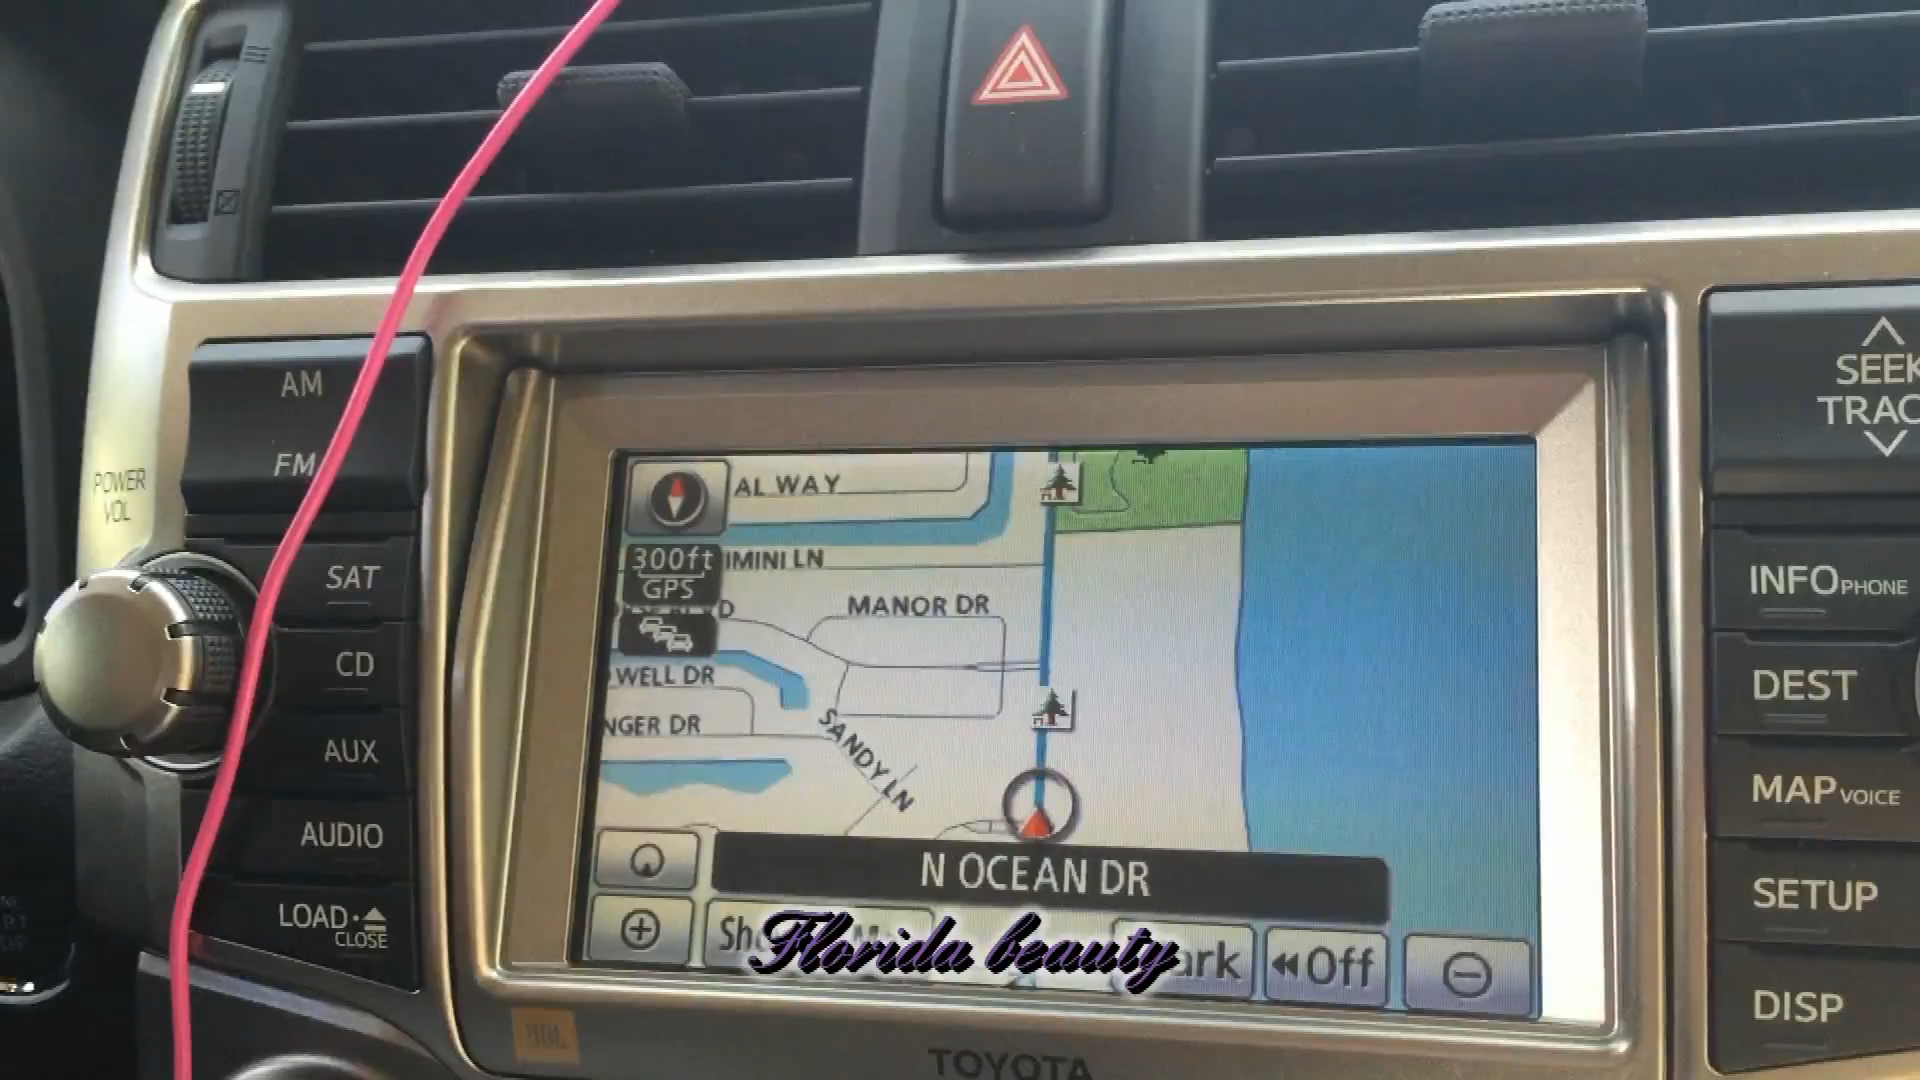 AM
FM
POWER
VOL
SAT
CD
AUX
AUDIO
LOAD
CLOSE
AL WAY
300ft
GPS
IMINI LN
MANOR DR
WELL DR
NGER DR
SANDY LN
N OCEAN DR
Florida beauty
ark
Off
JBL
TOYOTA
SEEK
TRAC
INFO PHONE
DEST
MAP VOICE
SETUP
DISP